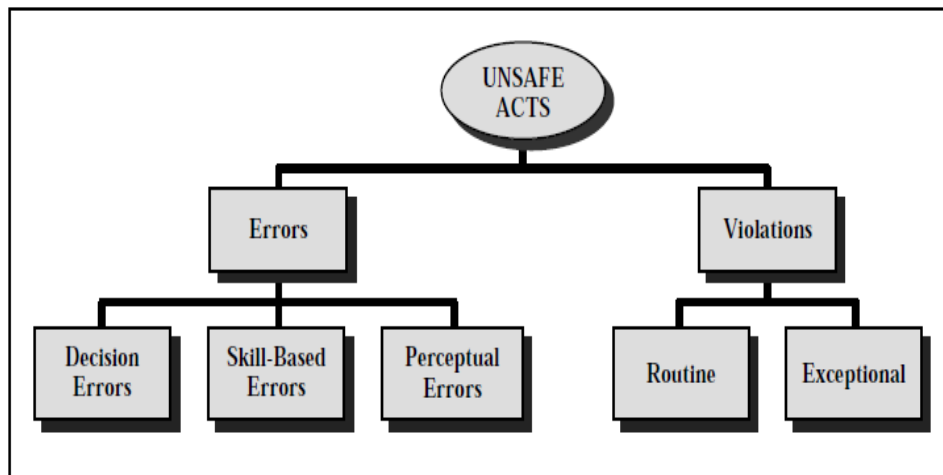 UNSAFE
ACTS
Errors
Violations
Decision
Errors
Skill-Based
Errors
Perceptual
Errors
Routine
Exceptional